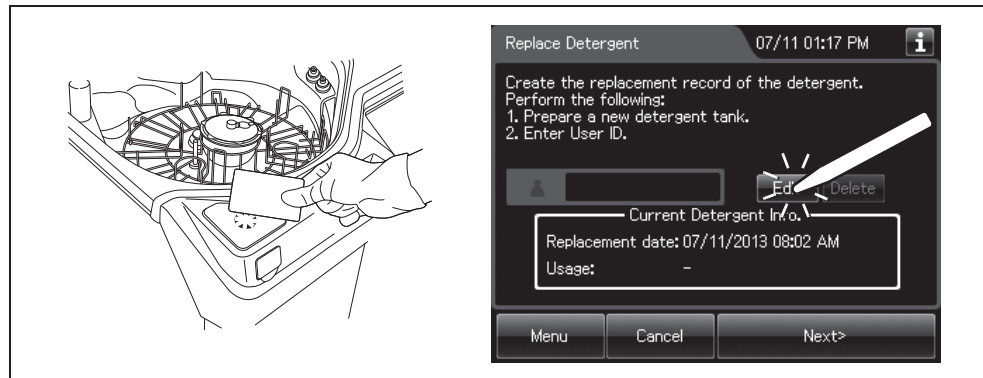 Replace Detergent
07/11 01:17 PM
Create the replacement record of the detergent.
Perform the following:
1. Prepare a new detergent tank.
2. Enter User ID.
Delete
Current Detergent Info.
Replacement date: 07/11/2013 08:02 AM
Usage: -
Menu
Cancel
Next>